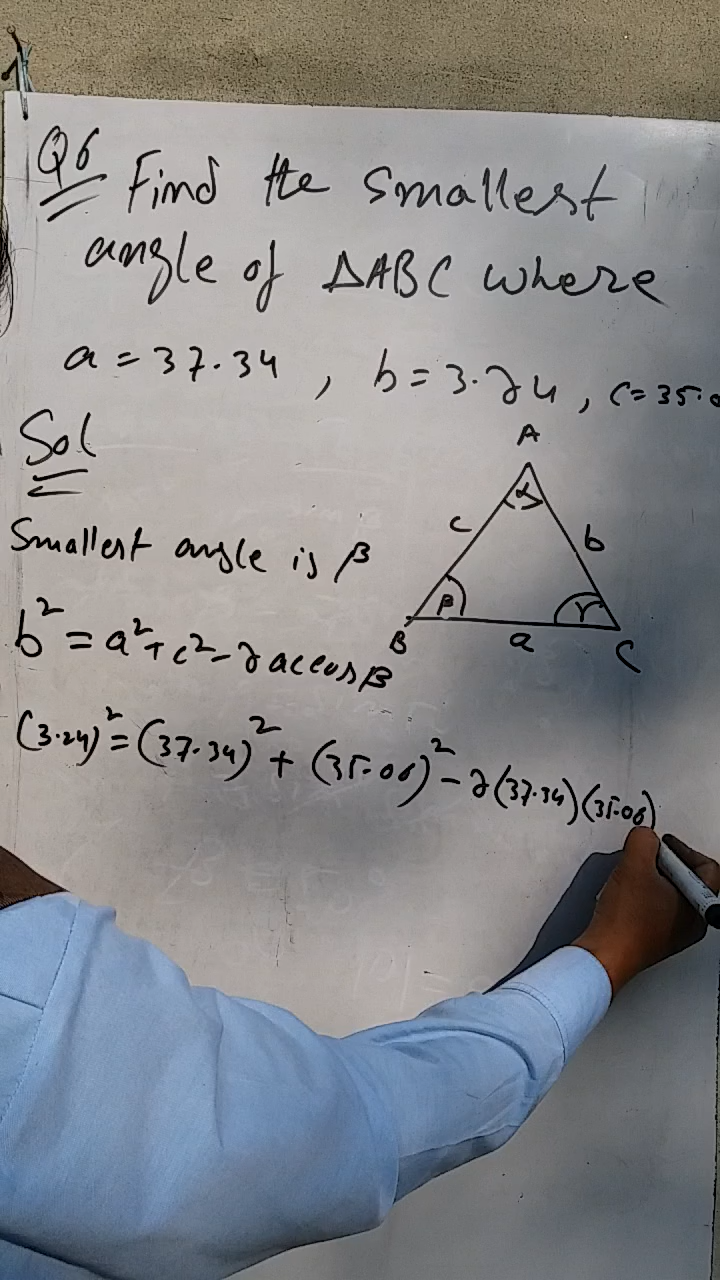 Q6 Find the smallest
angle of ΔABC where
a = 37.34 , b = 3.24 , c = 35.0
Sol
A
α
c
b
Smallest angle is β
β
γ
B
a
C
b² = a² + c² - 2ac cos β
(3.24)² = (37.34)² + (35.06)² - 2(37.34)(35.06)